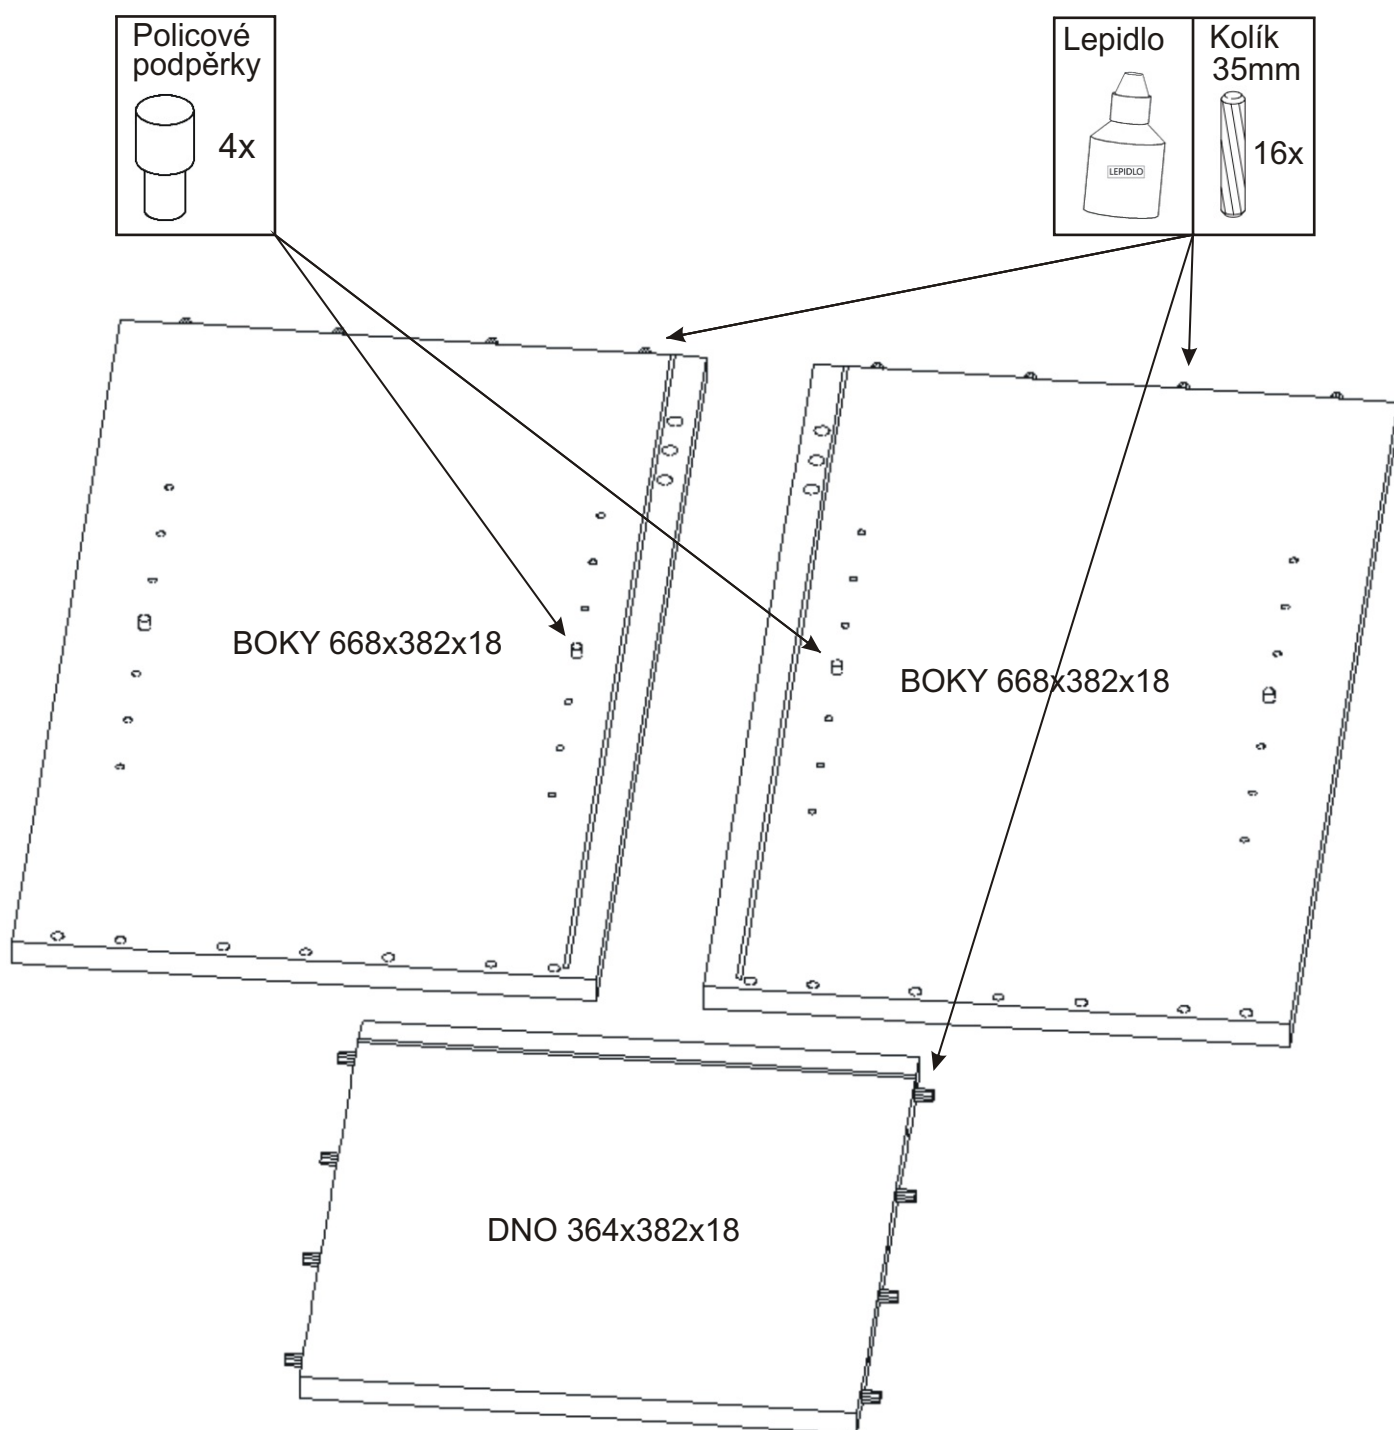 Policové
podpěrky
4x
Lepidlo
LEPIDLO
Kolík
35mm
16x
BOKY 668x382x18
BOKY 668x382x18
DNO 364x382x18